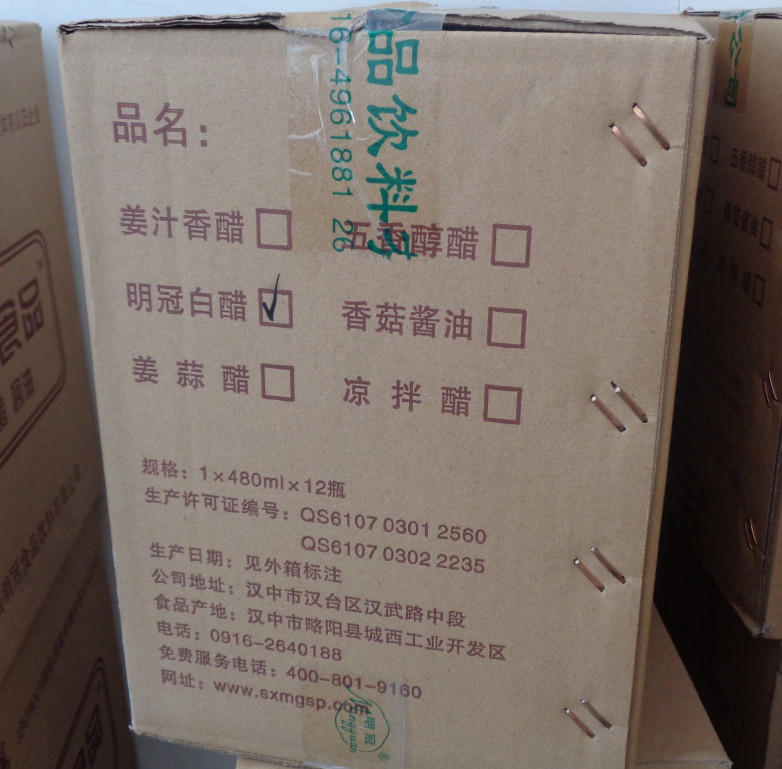 品名：
姜汁香醋 五香醇醋
明冠白醋 香菇酱油
姜蒜醋 凉拌醋
规格：1×480ml×12瓶
生产许可证编号：QS6107 0301 2560
QS6107 0302 2235
生产日期：见外箱标注
公司地址：汉中市汉台区汉武路中段
食品产地：汉中市略阳县城西工业开发区
电话：0916-2640188
免费服务电话：400-801-9160
网址：www.sxmgsp.com
品饮料
16-4961881 26
明冠